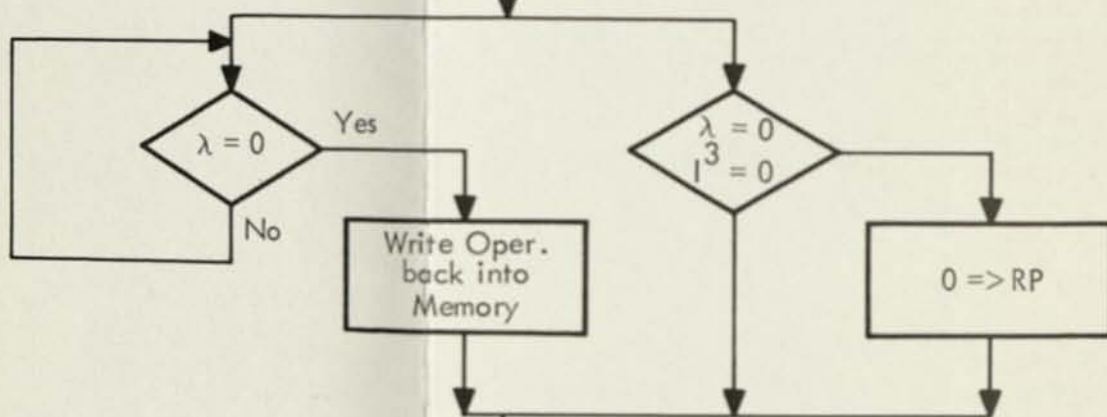 λ = 0
Yes
No
Write Oper.
back into
Memory
λ = 0
I³ = 0
0 => RP